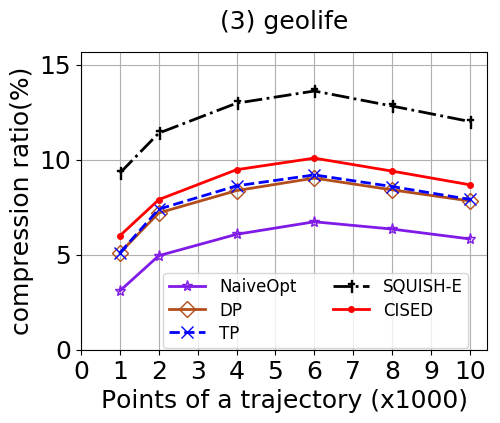 (3) geolife
compression ratio(%)
15
10
5
0
NaiveOpt
DP
TP
SQUISH-E
CISED
0 1 2 3 4 5 6 7 8 9 10
Points of a trajectory (x1000)